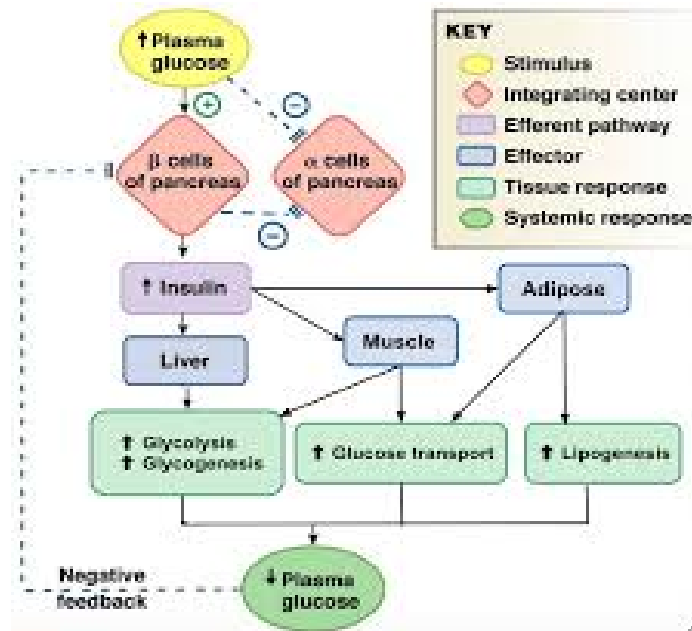 ↑ Plasma
glucose
+
−
β cells
of pancreas
α cells
of pancreas
−
↑ Insulin
Adipose
Liver
Muscle
↑ Glycolysis
↑ Glycogenesis
↑ Glucose transport
↑ Lipogenesis
Negative
feedback
↓ Plasma
glucose
KEY
Stimulus
Integrating center
Efferent pathway
Effector
Tissue response
Systemic response